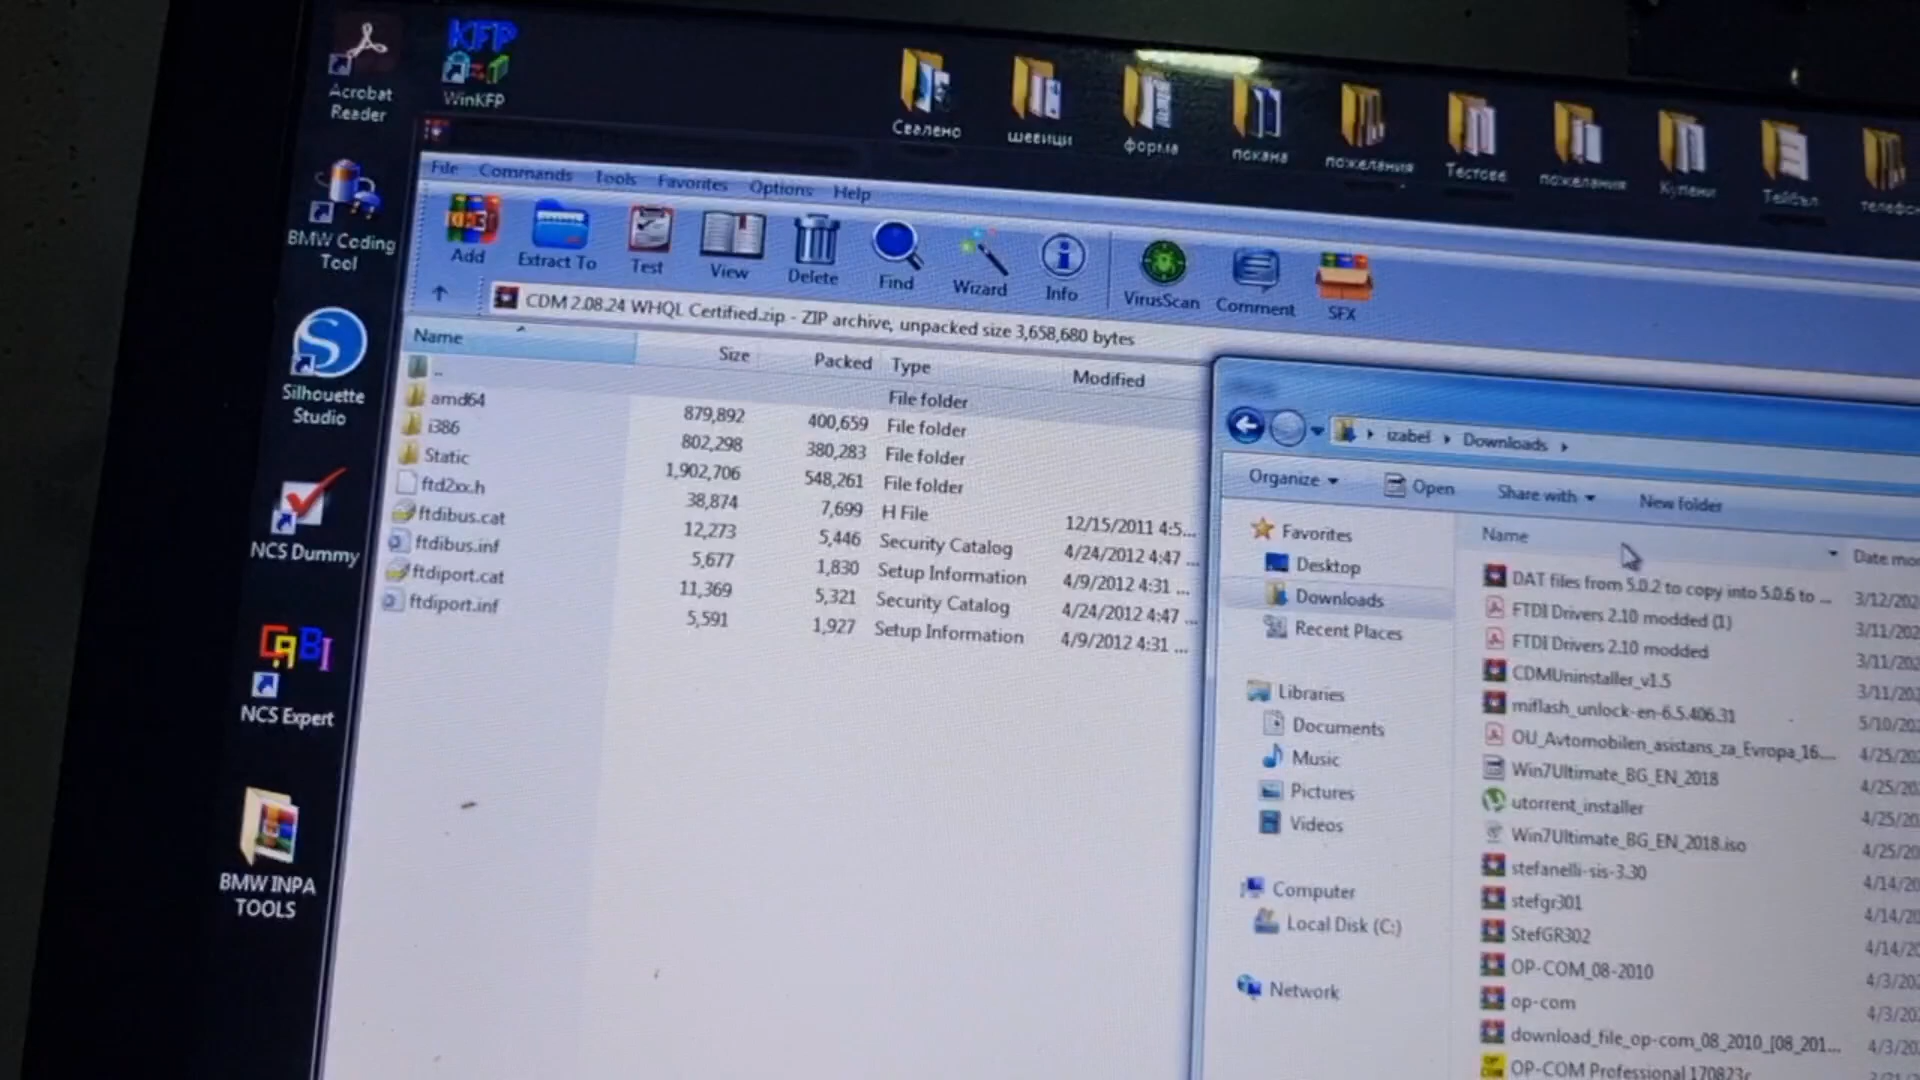 Acrobat
Reader
KFP
WinKFP
Свалено
шевици
форма
покана
пожелания
Тестове
пожелания
Купени
BMW Coding
Tool
Silhouette
Studio
NCS Dummy
NCS Expert
BMW INPA
TOOLS
File Commands Tools Favorites Options Help
Add Extract To Test View Delete Find Wizard Info VirusScan Comment SFX
CDM 2.08.24 WHQL Certified.zip - ZIP archive, unpacked size 3,658,680 bytes
Name Size Packed Type Modified
.. File folder
amd64 879,892 400,659 File folder
i386 802,298 380,283 File folder
Static 1,902,706 548,261 File folder
ftd2xx.h 38,874 7,699 H File 12/15/2011 4:5...
ftdibus.cat 12,273 5,446 Security Catalog 4/24/2012 4:47 ...
ftdibus.inf 5,677 1,830 Setup Information 4/9/2012 4:31 ...
ftdiport.cat 11,369 5,321 Security Catalog 4/24/2012 4:47 ...
ftdiport.inf 5,591 1,927 Setup Information 4/9/2012 4:31 ...
izabel Downloads
Organize Open Share with New folder
Favorites
Desktop
Downloads
Recent Places
Libraries
Documents
Music
Pictures
Videos
Computer
Local Disk (C:)
Network
Name Date mo
DAT files from 5.0.2 to copy into 5.0.6 to ... 3/12/202
FTDI Drivers 2.10 modded (1) 3/11/202
FTDI Drivers 2.10 modded 3/11/202
CDMUninstaller_v1.5 3/11/202
miflash_unlock-en-6.5.406.31 5/10/202
OU_Avtomobilen_asistans_za_Evropa_16.... 4/25/202
Win7Ultimate_BG_EN_2018 4/25/202
utorrent_installer 4/25/202
Win7Ultimate_BG_EN_2018.iso 4/25/202
stefanelli-sis-3.30 4/14/202
stefgr301 4/14/202
StefGR302 4/14/202
OP-COM_08-2010 4/3/202
op-com 4/3/202
download_file_op-com_08_2010_[08_201... 4/3/202
OP-COM Professional 170823c